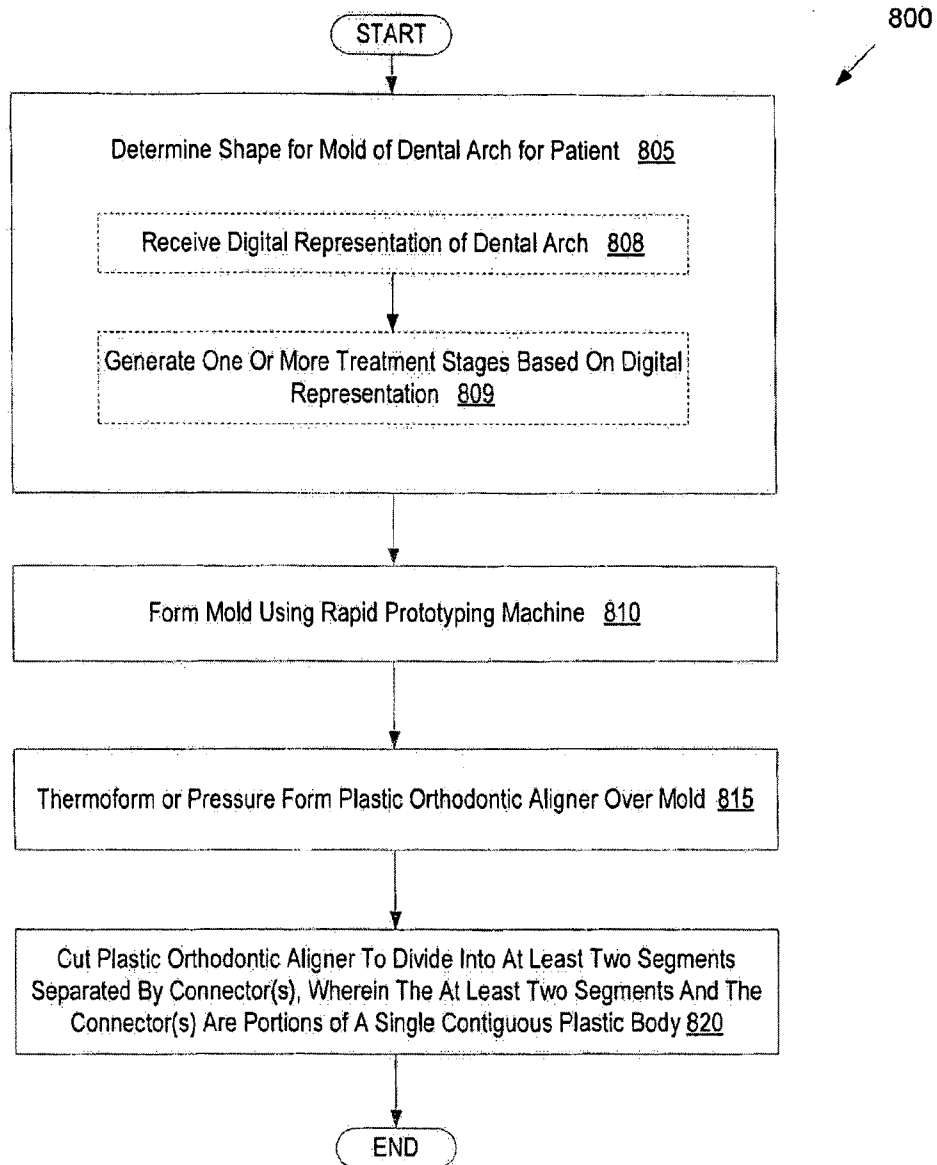 800
START
Determine Shape for Mold of Dental Arch for Patient 805
Receive Digital Representation of Dental Arch 808
Generate One Or More Treatment Stages Based On Digital
Representation 809
Form Mold Using Rapid Prototyping Machine 810
Thermoform or Pressure Form Plastic Orthodontic Aligner Over Mold 815
Cut Plastic Orthodontic Aligner To Divide Into At Least Two Segments
Separated By Connector(s), Wherein The At Least Two Segments And The
Connector(s) Are Portions of A Single Contiguous Plastic Body 820
END